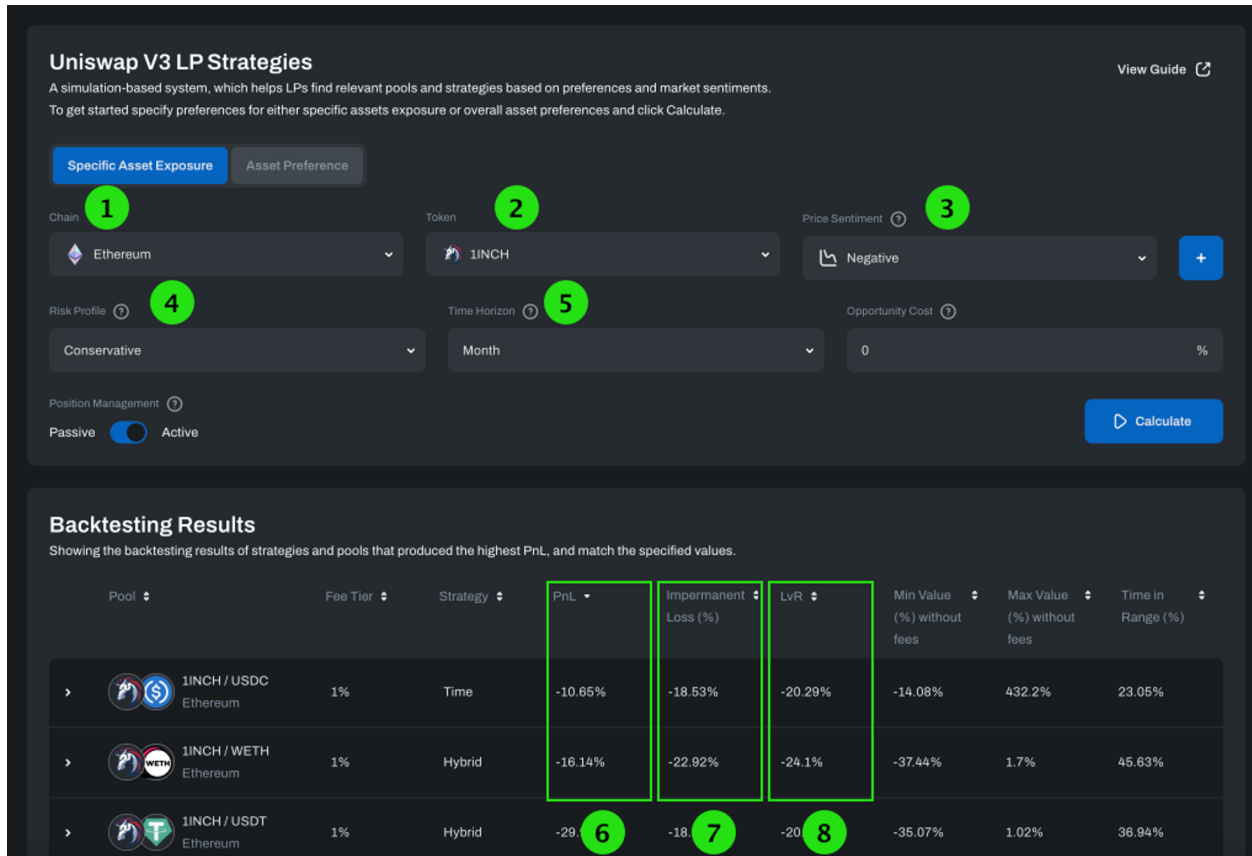 Uniswap V3 LP Strategies
View Guide
A simulation-based system, which helps LPs find relevant pools and strategies based on preferences and market sentiments.
To get started specify preferences for either specific assets exposure or overall asset preferences and click Calculate.
Specific Asset Exposure Asset Preference
Chain 1 Token 2 Price Sentiment ? 3
Ethereum 1INCH Negative +
Risk Profile ? 4 Time Horizon ? 5 Opportunity Cost ?
Conservative Month 0 %
Position Management ?
Passive Active Calculate
Backtesting Results
Showing the backtesting results of strategies and pools that produced the highest PnL, and match the specified values.
Pool Fee Tier Strategy PnL Impermanent LvR Min Value Max Value Time in
Loss (%) (%) without (%) without Range (%)
fees fees
1INCH / USDC
Ethereum
1% Time -10.65% -18.53% -20.29% -14.08% 432.2% 23.05%
1INCH / WETH
Ethereum
WETH
1% Hybrid -16.14% -22.92% -24.1% -37.44% 1.7% 45.63%
1INCH / USDT
Ethereum
1% Hybrid -29. 6 -18. 7 -20 8 -35.07% 1.02% 36.94%